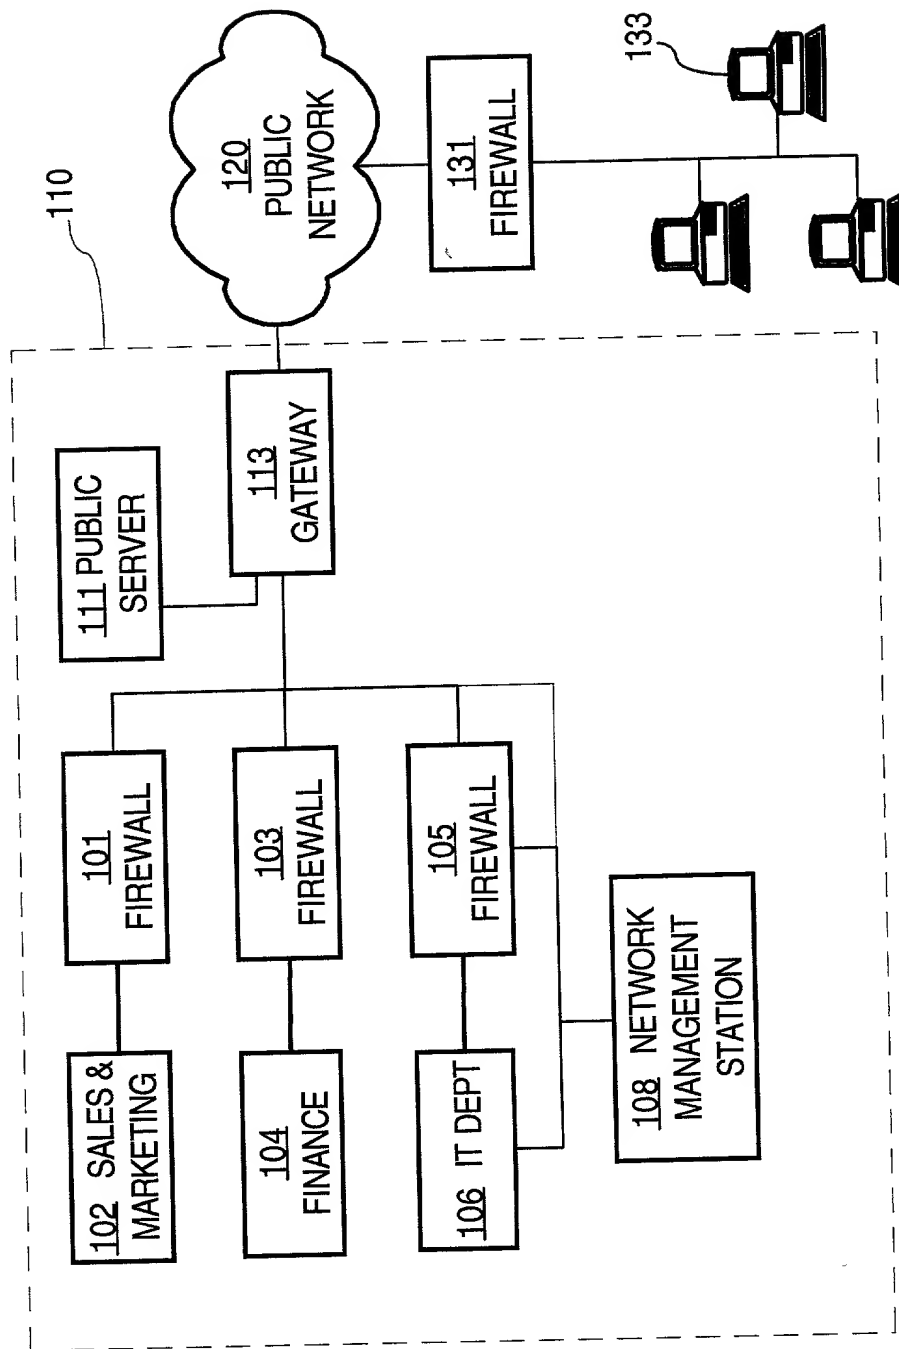 110
133
120
PUBLIC
NETWORK
131
FIREWALL
111 PUBLIC
SERVER
113
GATEWAY
101
FIREWALL
103
FIREWALL
105
FIREWALL
102 SALES &
MARKETING
104
FINANCE
106 IT DEPT
108 NETWORK
MANAGEMENT
STATION